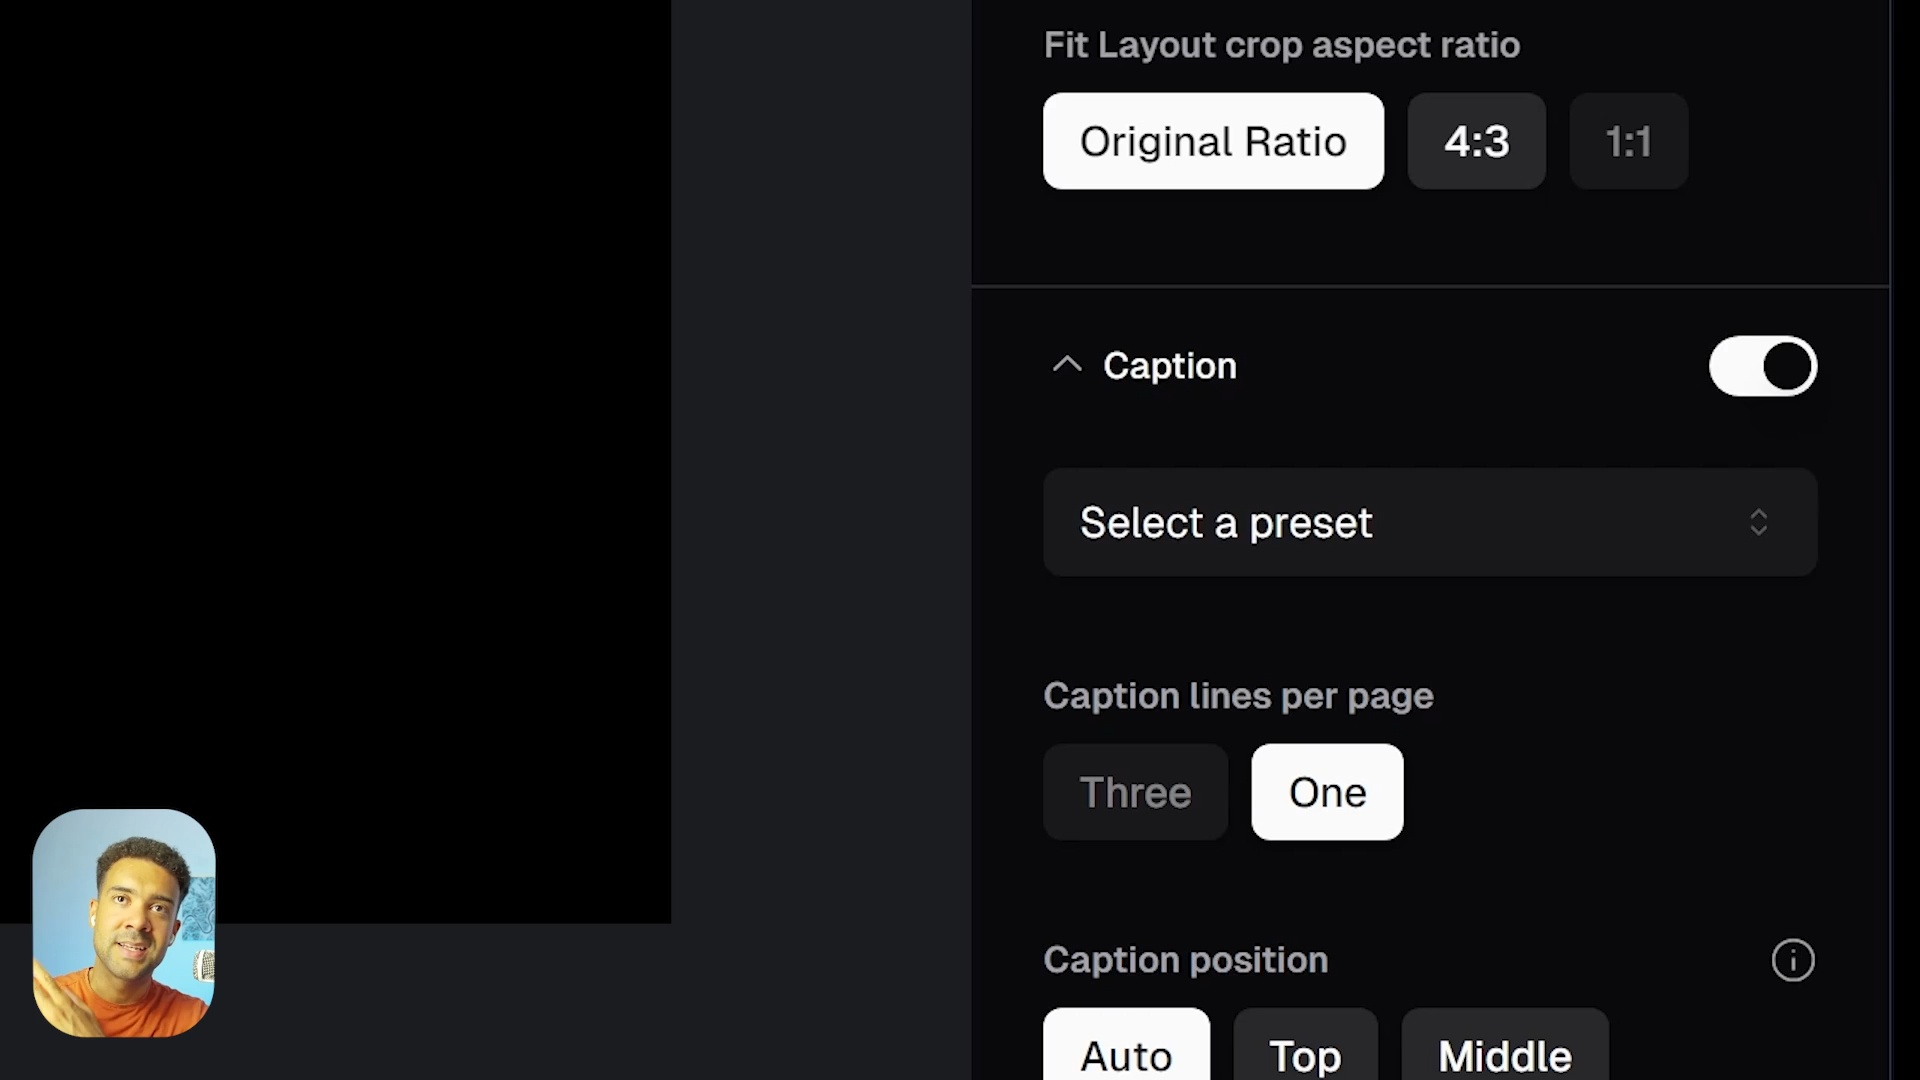 Fit Layout crop aspect ratio
Original Ratio 4:3 1:1
Caption
Select a preset
Caption lines per page
Three One
Caption position
Auto Top Middle